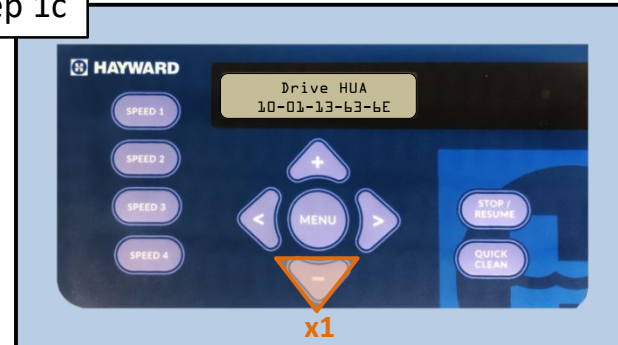 ep 1c
HAYWARD
Drive HUA
10-01-13-63-6E
SPEED 1
SPEED 2
SPEED 3
SPEED 4
+
<
MENU
>
-
STOP /
RESUME
QUICK
CLEAN
x1